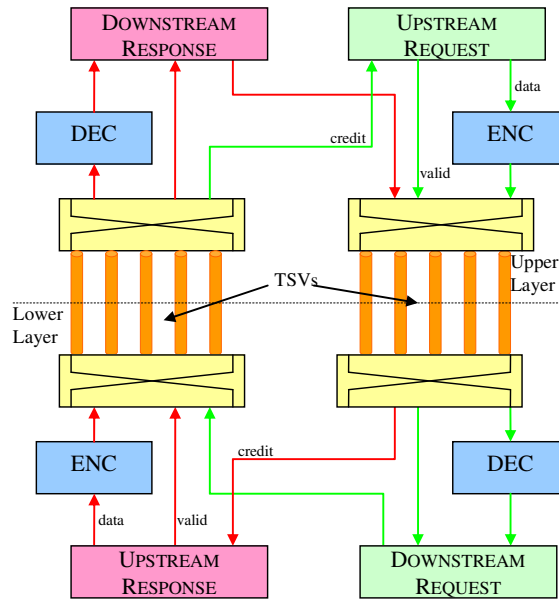 DOWNSTREAM
RESPONSE
UPSTREAM
REQUEST
data
DEC
credit
valid
ENC
TSVs
Upper
Layer
Lower
Layer
ENC
credit
DEC
data
valid
UPSTREAM
RESPONSE
DOWNSTREAM
REQUEST